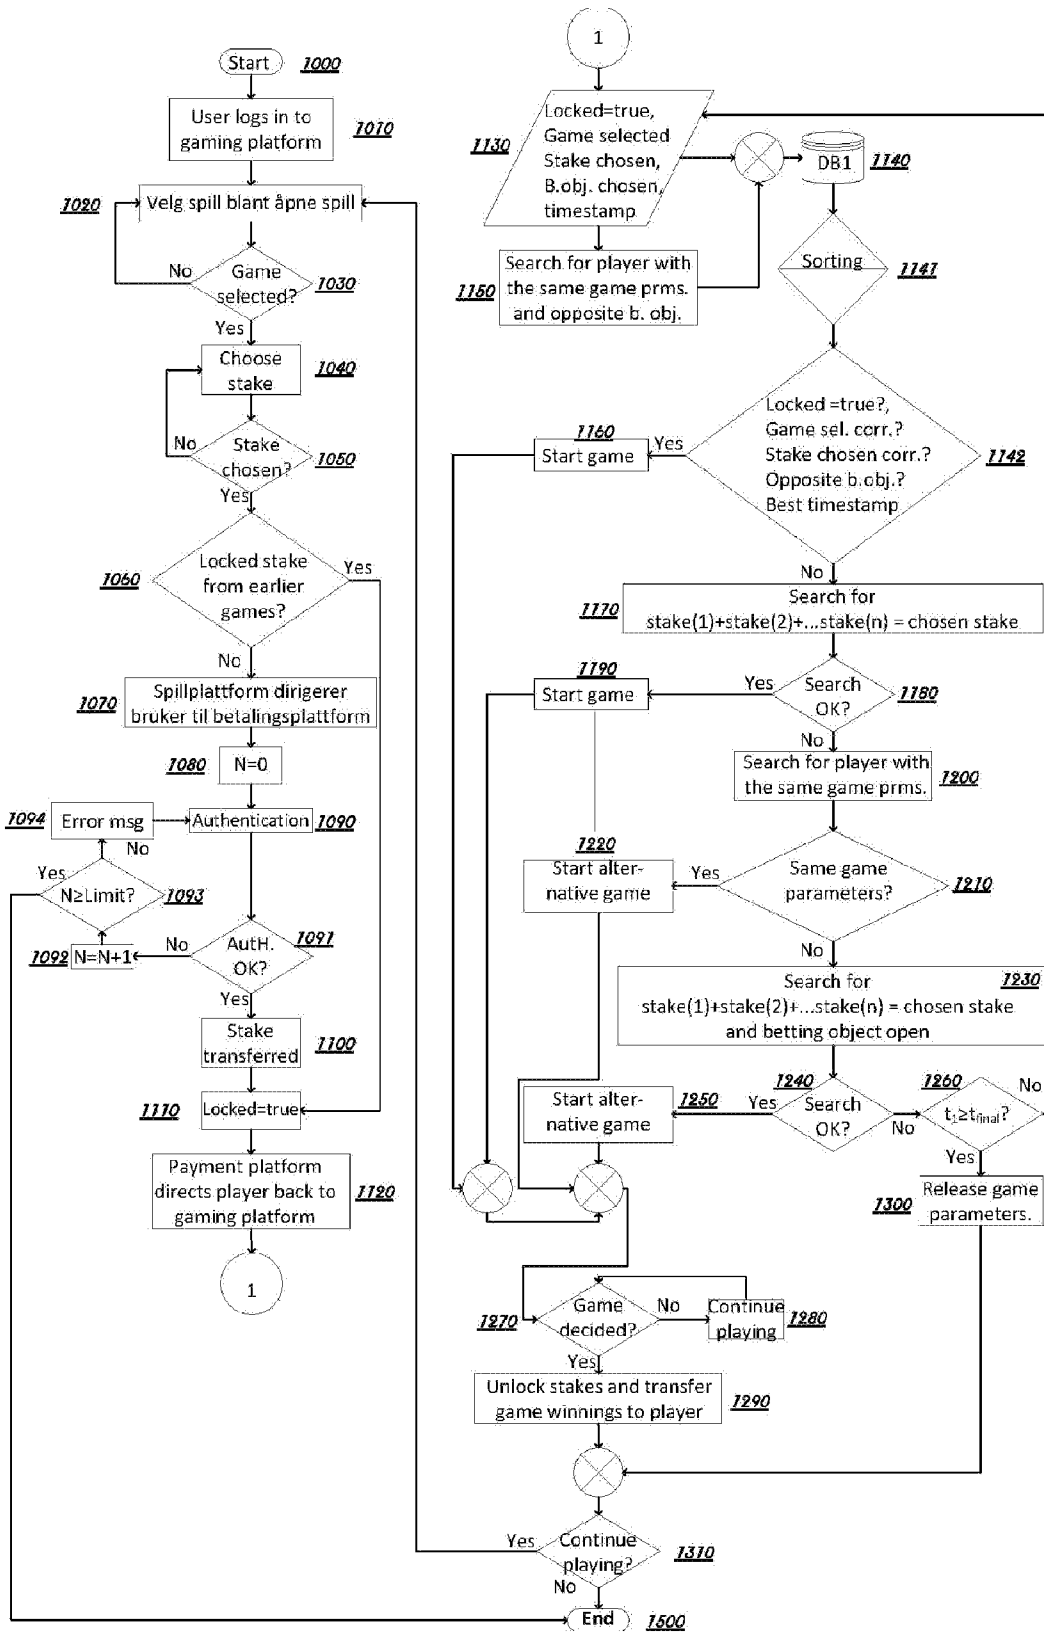 Start
1000
User logs in to
gaming platform
1010
Velg spill blant åpne spill
1020
Game
selected?
1030
No
Yes
Choose
stake
1040
Stake
chosen?
1050
No
Yes
Locked stake
from earlier
games?
1060
Yes
No
Spillplattform dirigerer
bruker til betalingsplattform
1070
N=0
1080
Authentication
1090
Error msg
1094
No
Yes
N≥Limit?
1093
N=N+1
1092
No
AutH.
OK?
1091
Yes
Stake
transferred
1100
Locked=true
1110
Payment platform
directs player back to
gaming platform
1120
1
1
Locked=true,
Game selected
Stake chosen,
B.obj. chosen,
timestamp
1130
DB1
1140
Search for player with
the same game prms.
and opposite b. obj.
1150
Sorting
1141
Locked =true?,
Game sel. corr.?
Stake chosen corr.?
Opposite b.obj.?
Best timestamp
1142
Yes
1160
Start game
No
Search for
stake(1)+stake(2)+...stake(n) = chosen stake
1170
Search
OK?
1180
Yes
1190
Start game
No
Search for player with
the same game prms.
1200
Same game
parameters?
1210
Yes
1220
Start alter-
native game
No
1230
Search for
stake(1)+stake(2)+...stake(n) = chosen stake
and betting object open
1240
Search
OK?
Yes
1250
Start alter-
native game
No
1260
t1≥tfinal?
No
Yes
Release game
parameters.
1300
Game
decided?
1270
No
Continue
playing
1280
Yes
Unlock stakes and transfer
game winnings to player
1290
Continue
playing?
1310
Yes
No
End
1500